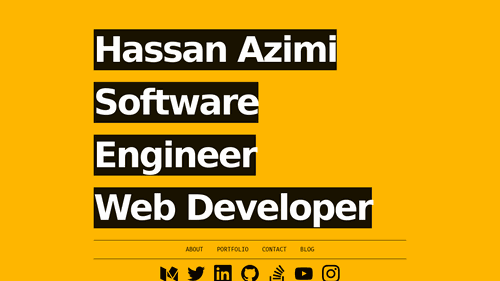 Hassan Azimi
Software
Engineer
Web Developer
ABOUT PORTFOLIO CONTACT BLOG